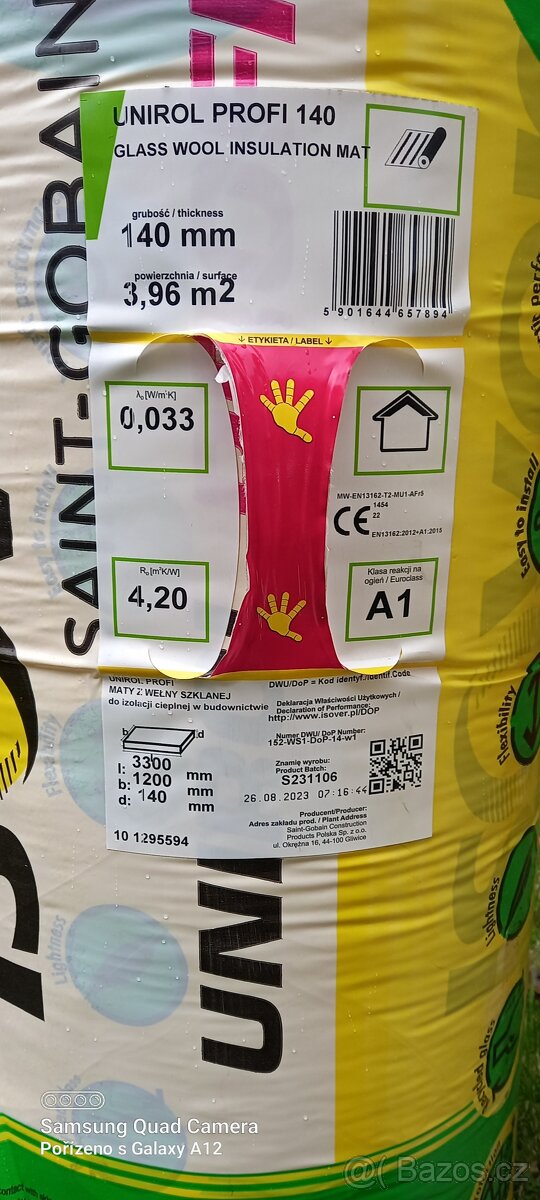 SAINT-GOBAIN
UNIROL PROFI 140
GLASS WOOL INSULATION MAT
grubość / thickness
140 mm
powierzchnia / surface
3,96 m2
5 901644 657894
↓ ETYKIETA / LABEL ↓
λD [W/m·K]
0,033
MW-EN13162-T2-MU1-AFr5
CE 1454
22
EN13162:2012+A1:2015
RD [m²K/W]
4,20
Klasa reakcji na
ogień / Euroclass
A1
UNIROL PROFI
MATY Z WEŁNY SZKLANEJ
do izolacji cieplnej w budownictwie
b d
l: 3300 mm
b: 1200 mm
d: 140 mm
10 1295594
DWU/DoP = Kod identyf./Identif.Code
Deklaracja Właściwości Użytkowych /
Declaration of Performance:
http://www.isover.pl/DOP
Numer DWU/ DoP Number:
152-WS1-DoP-14-w1
Znamię wyrobu:
Product Batch:
S231106
26.08.2023 07:16:44
Producent/Producer:
Adres zakładu prod. / Plant Address
Saint-Gobain Construction
Products Polska Sp. z o.o.
ul. Okrężna 16, 44-100 Gliwice
UNI
Easy to install
Flexibility
Lightness
Samsung Quad Camera
Pořízeno s Galaxy A12
@ Bazos.cz